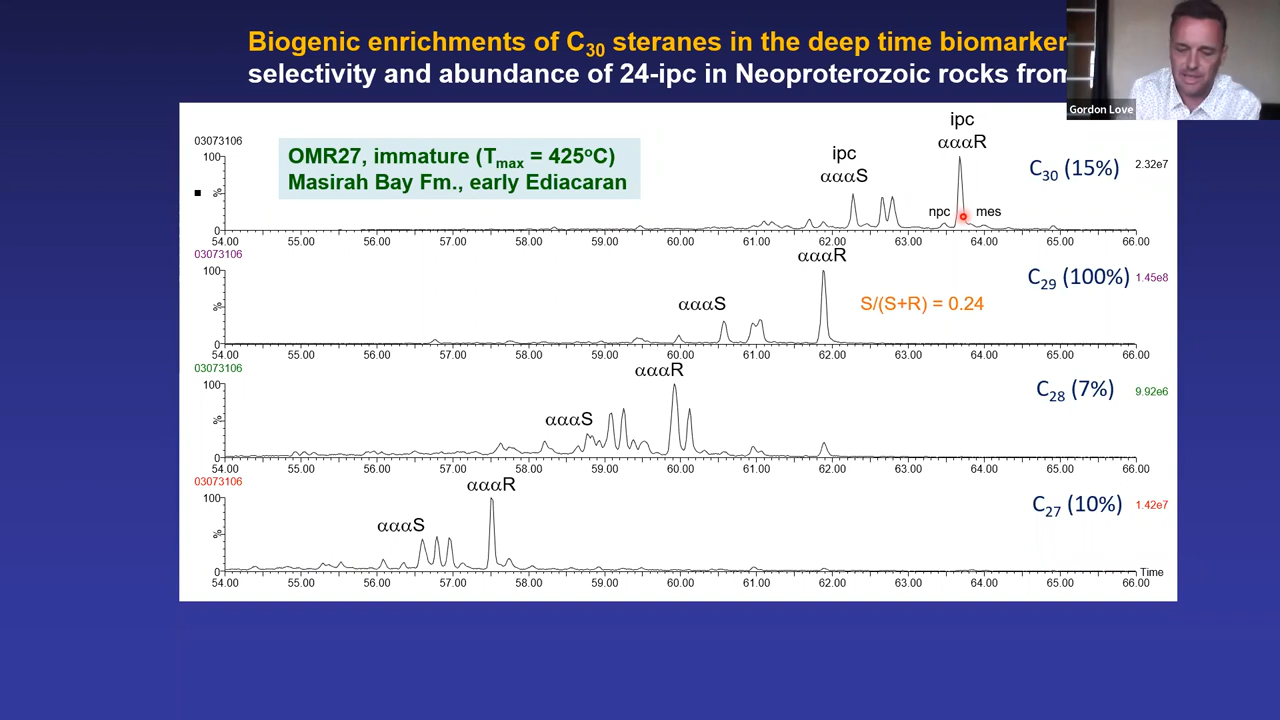 Biogenic enrichments of C30 steranes in the deep time biomarker
selectivity and abundance of 24-ipc in Neoproterozoic rocks from
Gordon Love
03073106
OMR27, immature (Tmax = 425ºC)
Masirah Bay Fm., early Ediacaran
ipc
αααS
ipc
αααR
npc
mes
C30 (15%)
2.32e7
100
%
0
54.00 55.00 56.00 57.00 58.00 59.00 60.00 61.00 62.00 63.00 64.00 65.00 66.00
03073106
αααR
αααS
S/(S+R) = 0.24
C29 (100%)
1.45e8
100
%
0
54.00 55.00 56.00 57.00 58.00 59.00 60.00 61.00 62.00 63.00 64.00 65.00 66.00
03073106
αααR
αααS
C28 (7%)
9.92e6
100
%
0
54.00 55.00 56.00 57.00 58.00 59.00 60.00 61.00 62.00 63.00 64.00 65.00 66.00
03073106
αααR
αααS
C27 (10%)
1.42e7
100
%
0
Time
54.00 55.00 56.00 57.00 58.00 59.00 60.00 61.00 62.00 63.00 64.00 65.00 66.00